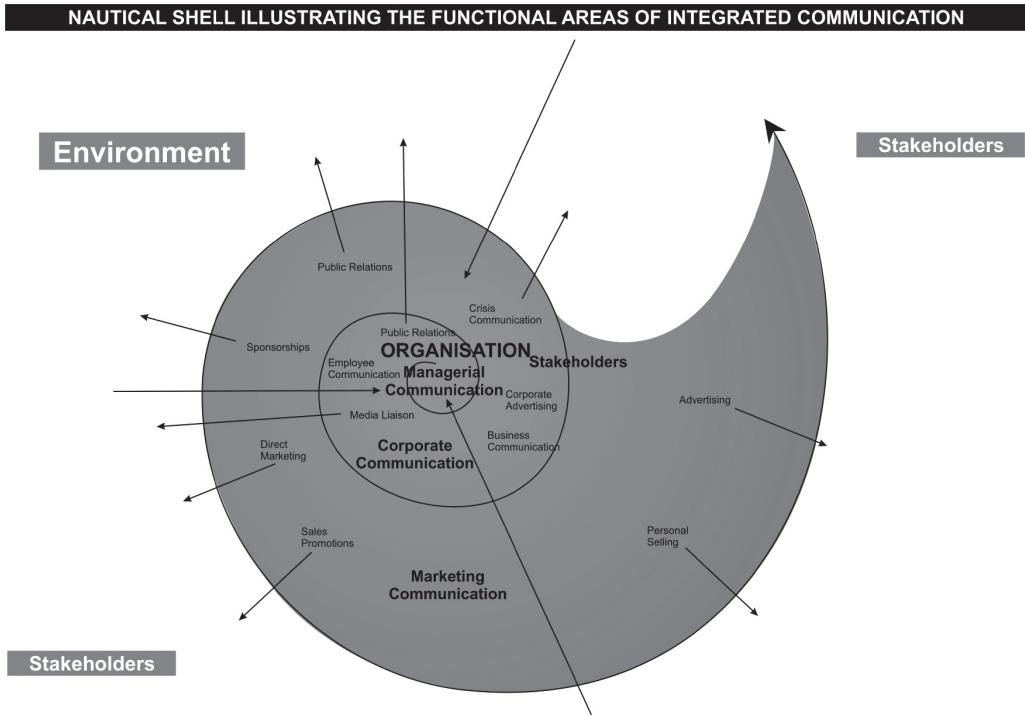 NAUTICAL SHELL ILLUSTRATING THE FUNCTIONAL AREAS OF INTEGRATED COMMUNICATION
Environment
Stakeholders
Public Relations
Crisis
Communication
Sponsorships
Public Relations
ORGANISATION
Stakeholders
Employee
Communication
Managerial
Communication
Corporate
Advertising
Advertising
Media Liaison
Direct
Marketing
Corporate
Communication
Business
Communication
Sales
Promotions
Personal
Selling
Marketing
Communication
Stakeholders